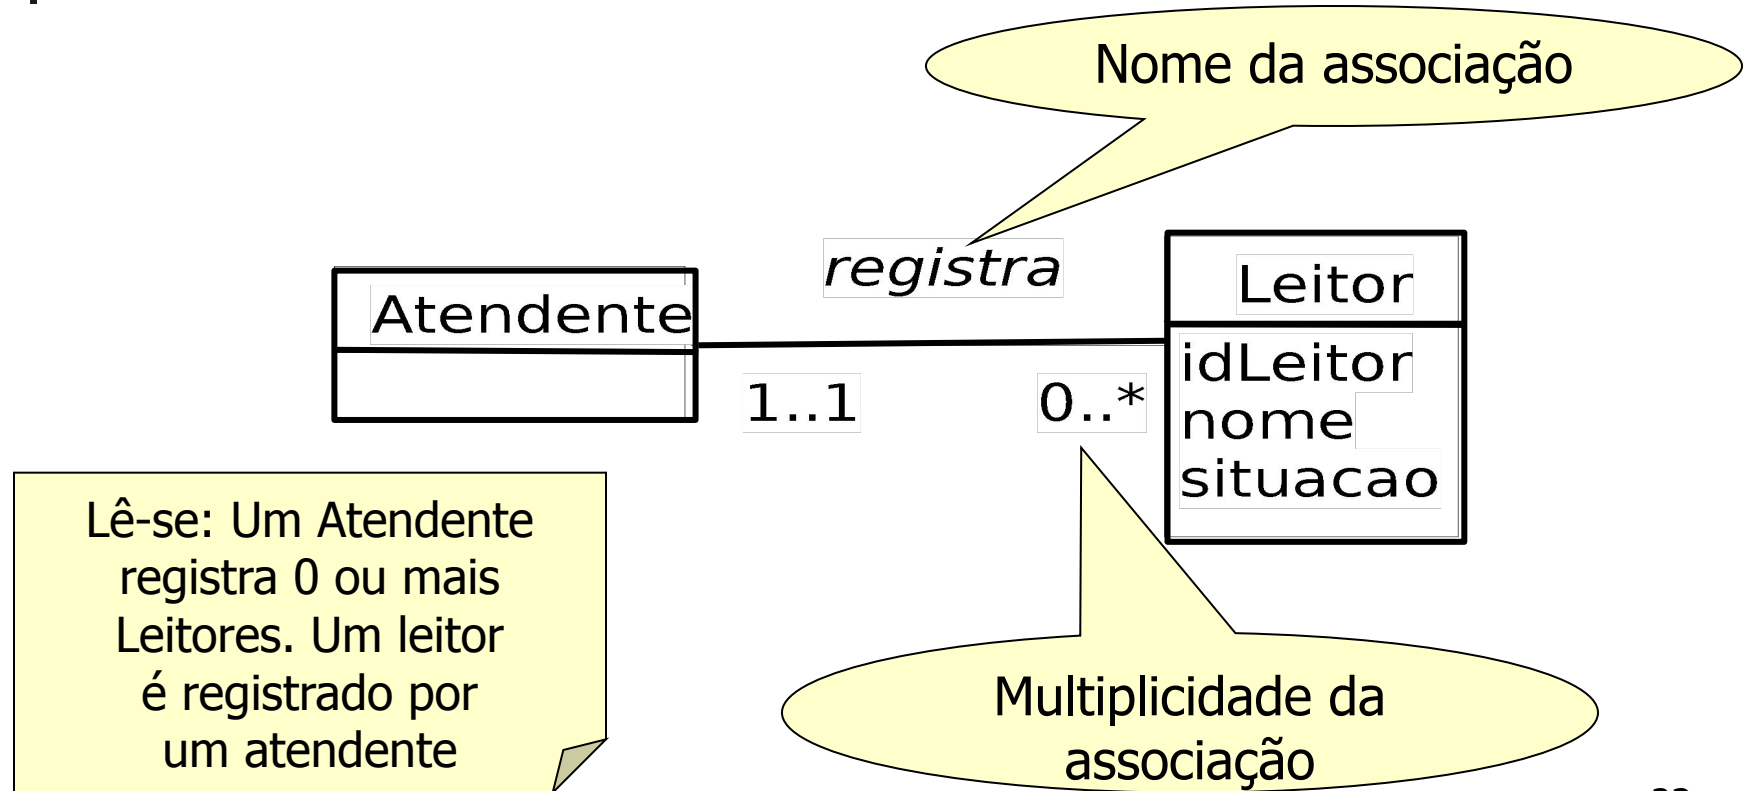 Nome da associação
registra
Atendente
Leitor
1..1
0..*
idLeitor
nome
situacao
Lê-se: Um Atendente
registra 0 ou mais
Leitores. Um leitor
é registrado por
um atendente
Multiplicidade da
associação